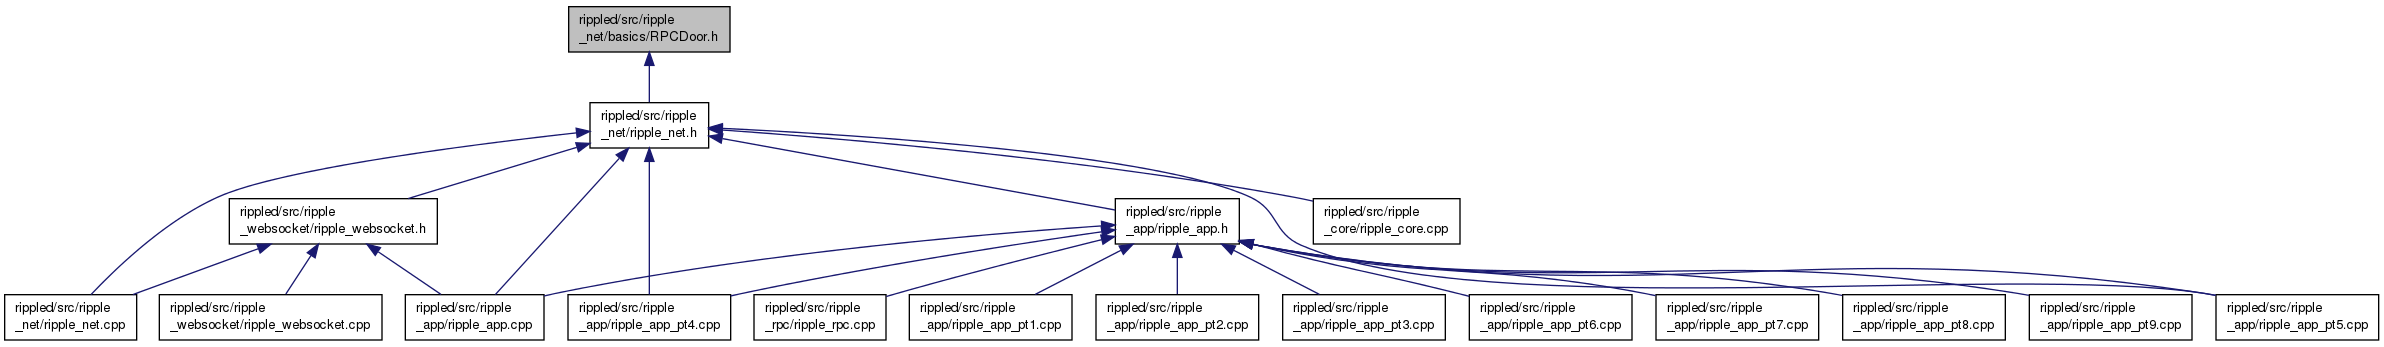 rippled/src/ripple
_net/basics/RPCDoor.h
rippled/src/ripple
_net/ripple_net.h
rippled/src/ripple
_websocket/ripple_websocket.h
rippled/src/ripple
_app/ripple_app.h
rippled/src/ripple
_core/ripple_core.cpp
rippled/src/ripple
_net/ripple_net.cpp
rippled/src/ripple
_websocket/ripple_websocket.cpp
rippled/src/ripple
_app/ripple_app.cpp
rippled/src/ripple
_app/ripple_app_pt4.cpp
rippled/src/ripple
_rpc/ripple_rpc.cpp
rippled/src/ripple
_app/ripple_app_pt1.cpp
rippled/src/ripple
_app/ripple_app_pt2.cpp
rippled/src/ripple
_app/ripple_app_pt3.cpp
rippled/src/ripple
_app/ripple_app_pt6.cpp
rippled/src/ripple
_app/ripple_app_pt7.cpp
rippled/src/ripple
_app/ripple_app_pt8.cpp
rippled/src/ripple
_app/ripple_app_pt9.cpp
rippled/src/ripple
_app/ripple_app_pt5.cpp